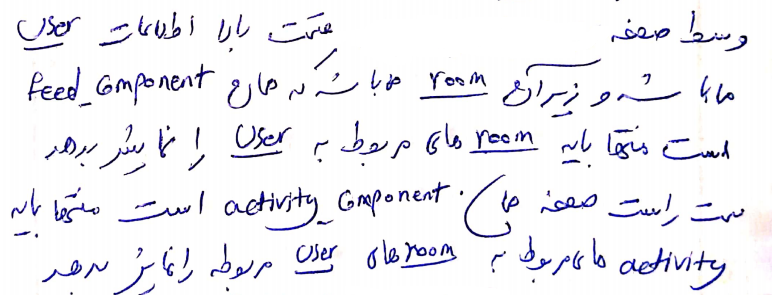 وسط صفحه قسمت بالا اطلاعات user
ما باشه و زیر آن room ها باشه که همان feed_component
است منتها باید room های مربوط به user را نمایش بدهد
سمت راست صفحه همان activity_component است منتها باید
activity های مربوط به room های user مربوطه را نمایش بدهد